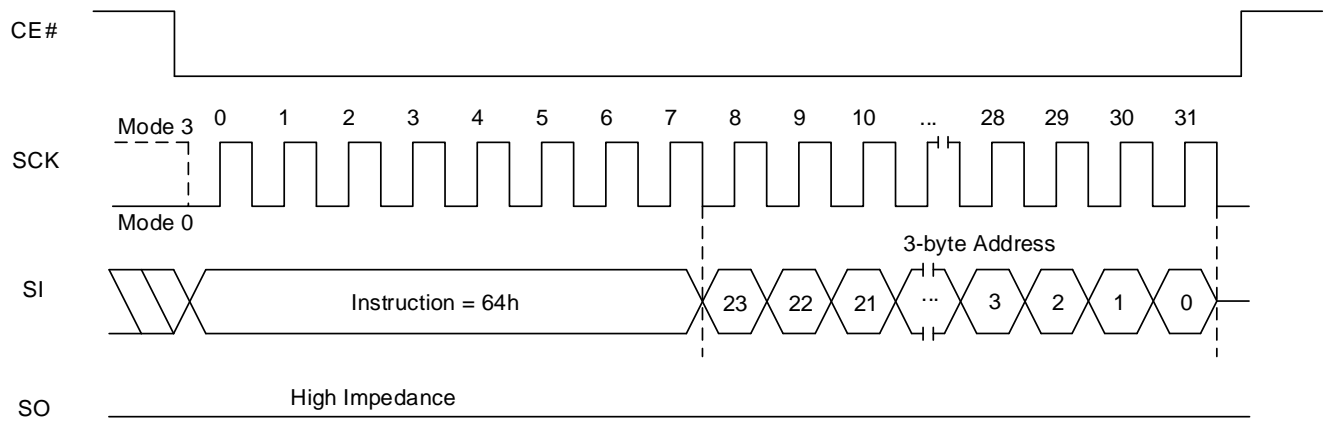 CE#
Mode 3 0 1 2 3 4 5 6 7 8 9 10 ... 28 29 30 31
SCK
Mode 0
3-byte Address
SI Instruction = 64h 23 22 21 ... 3 2 1 0
High Impedance
SO